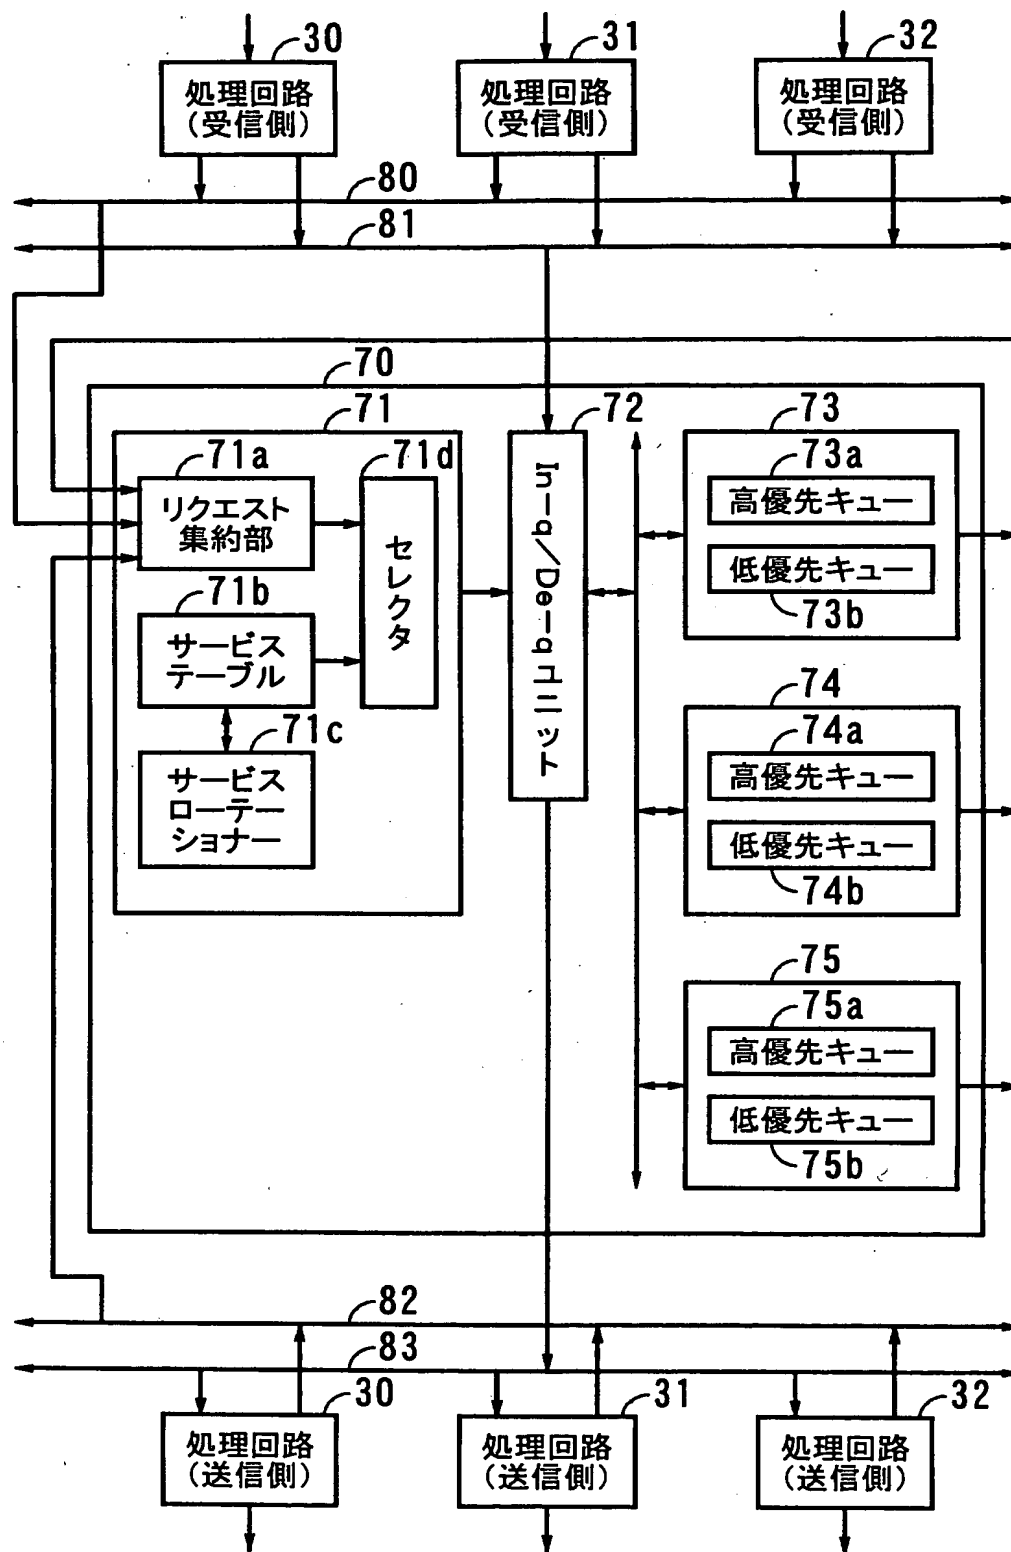 30
31
32
処理回路
(受信側)
処理回路
(受信側)
処理回路
(受信側)
80
81
70
71
72
73
71a
71d
73a
リクエスト
集約部
セレクタ
In-q/De-qユニット
高優先キュー
低優先キュー
73b
71b
サービス
テーブル
71c
サービス
ローテー
ショナー
74
74a
高優先キュー
低優先キュー
74b
75
75a
高優先キュー
低優先キュー
75b
82
83
30
31
32
処理回路
(送信側)
処理回路
(送信側)
処理回路
(送信側)